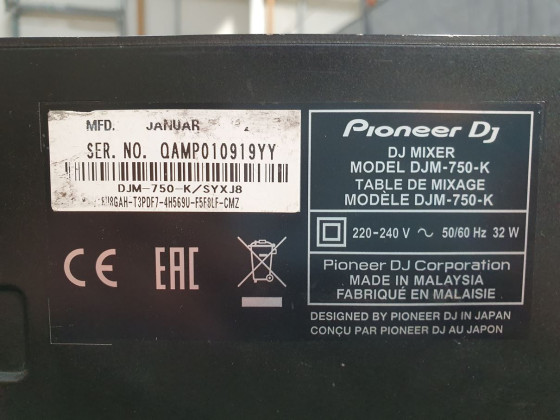 MFD. JANUAR
SER. NO. QAMP010919YY
DJM-750-K/SYXJ8
CE
EAC
Pioneer Dj
DJ MIXER
MODEL DJM-750-K
TABLE DE MIXAGE
MODÈLE DJM-750-K
220-240 V ~ 50/60 Hz 32 W
Pioneer DJ Corporation
MADE IN MALAYSIA
FABRIQUÉ EN MALAISIE
DESIGNED BY PIONEER DJ IN JAPAN
CONÇU PAR PIONEER DJ AU JAPON